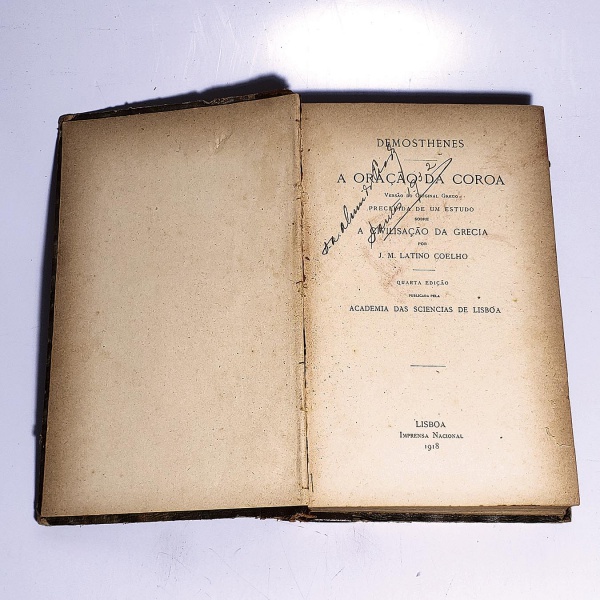 DEMOSTHENES
A ORAÇÃO DA COROA
VERSÃO DO ORIGINAL GREGO
PRECEDIDA DE UM ESTUDO
SOBRE
A CIVILISAÇÃO DA GRECIA
POR
J. M. LATINO COELHO
QUARTA EDIÇÃO
PUBLICADA PELA
ACADEMIA DAS SCIENCIAS DE LISBOA
LISBOA
IMPRENSA NACIONAL
1918